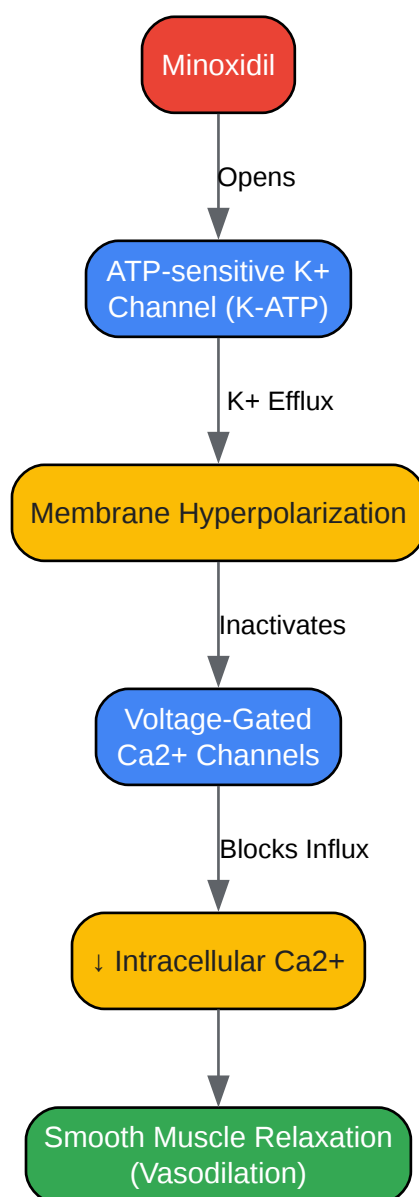 Minoxidil
Opens
ATP-sensitive K+
Channel (K-ATP)
K+ Efflux
Membrane Hyperpolarization
Inactivates
Voltage-Gated
Ca2+ Channels
Blocks Influx
↓ Intracellular Ca2+
Smooth Muscle Relaxation
(Vasodilation)